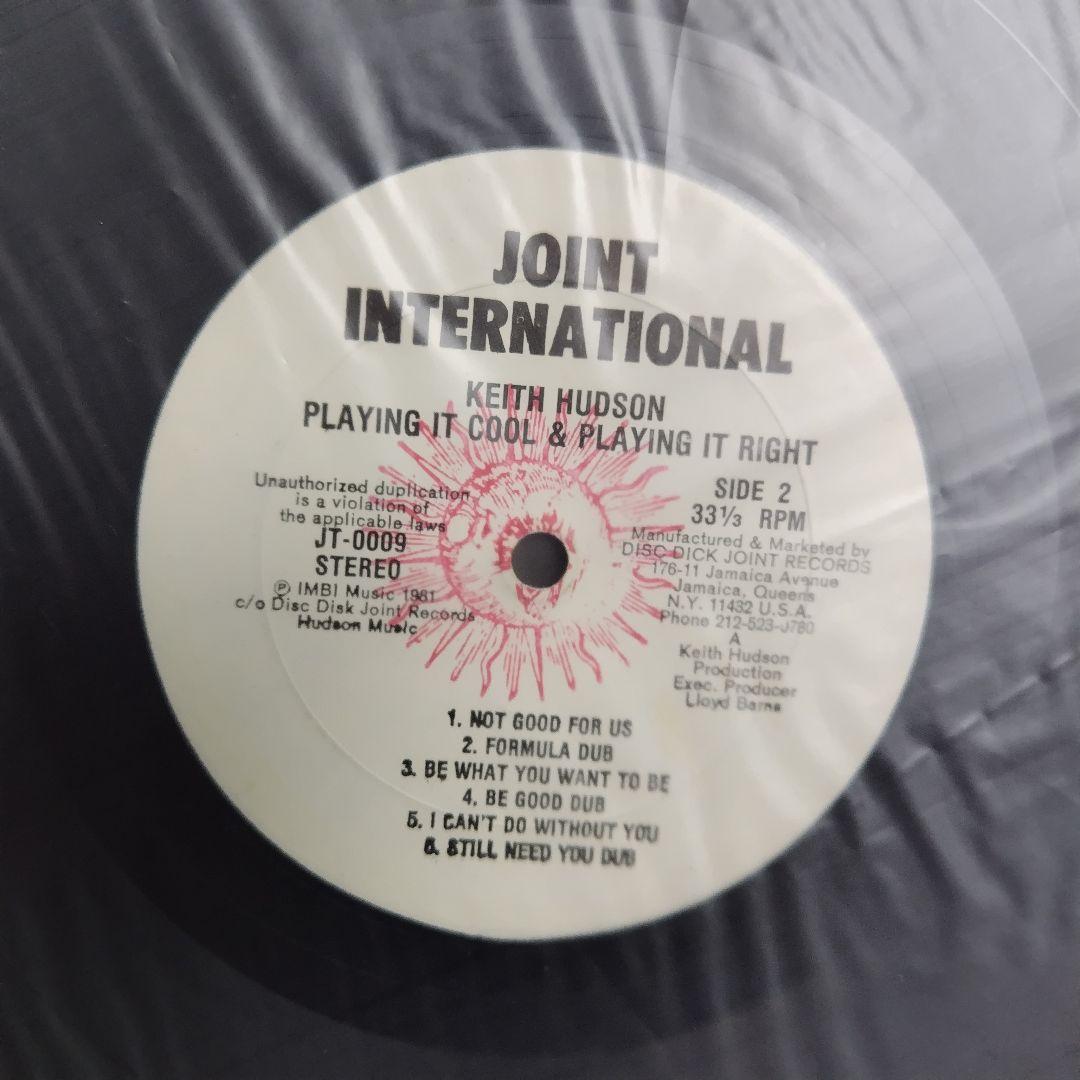 JOINT
INTERNATIONAL
KEITH HUDSON
PLAYING IT COOL & PLAYING IT RIGHT
Unauthorized duplication
is a violation of
the applicable laws
JT-0009
STEREO
Ⓟ IMBI Music 1981
c/o Disc Disk Joint Records
Hudson Music
SIDE 2
33⅓ RPM
Manufactured & Marketed by
DISC DICK JOINT RECORDS
176-11 Jamaica Avenue
Jamaica, Queens
N.Y. 11432 U.S.A.
Phone 212-523-0780
A
Keith Hudson
Production
Exec. Producer
Lloyd Barns
1. NOT GOOD FOR US
2. FORMULA DUB
3. BE WHAT YOU WANT TO BE
4. BE GOOD DUB
5. I CAN'T DO WITHOUT YOU
6. STILL NEED YOU DUB